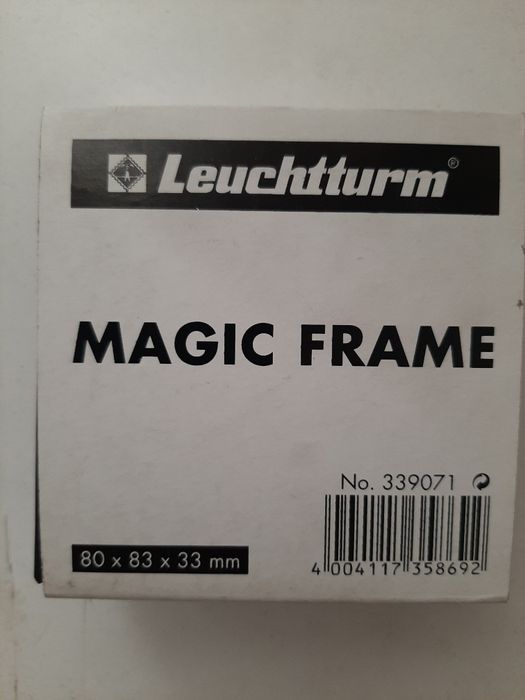 Leuchtturm®
MAGIC FRAME
No. 339071
80 x 83 x 33 mm
4 004117 358692